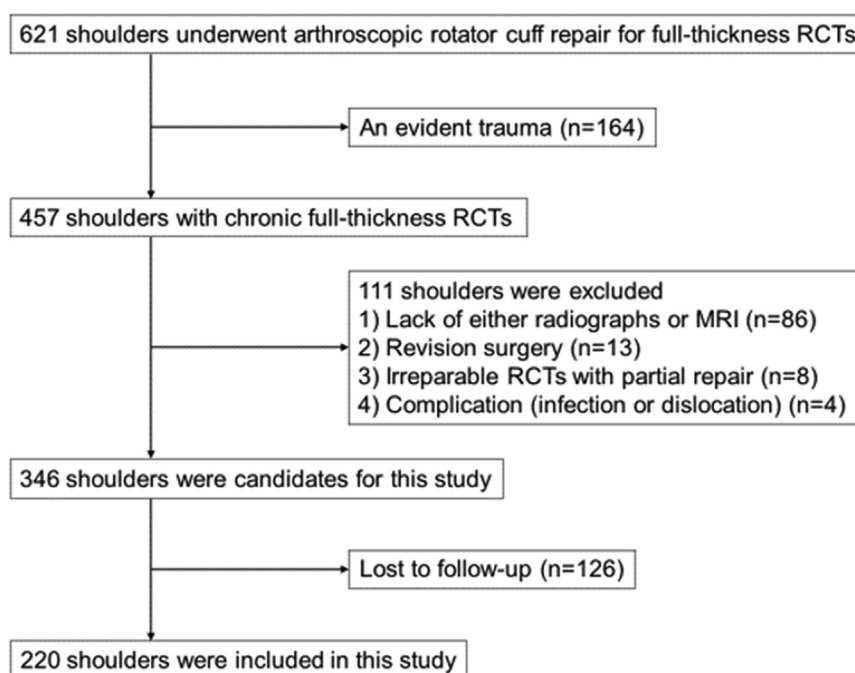 621 shoulders underwent arthroscopic rotator cuff repair for full-thickness RCTs
An evident trauma (n=164)
457 shoulders with chronic full-thickness RCTs
111 shoulders were excluded
1) Lack of either radiographs or MRI (n=86)
2) Revision surgery (n=13)
3) Irreparable RCTs with partial repair (n=8)
4) Complication (infection or dislocation) (n=4)
346 shoulders were candidates for this study
Lost to follow-up (n=126)
220 shoulders were included in this study